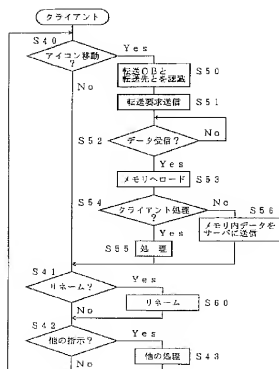 クライアント
S40
アイコン移動
?
Yes
No
転送OBと
転送先とを認識
S50
転送要求送信
S51
S52
データ受信?
No
Yes
メモリへロード
S53
S54
クライアント処理
?
No
Yes
S55
処 理
S56
メモリ内データを
サーバに送信
S41
リネーム?
Yes
No
リネーム
S60
S42
他の指示?
Yes
No
他の処理
S43